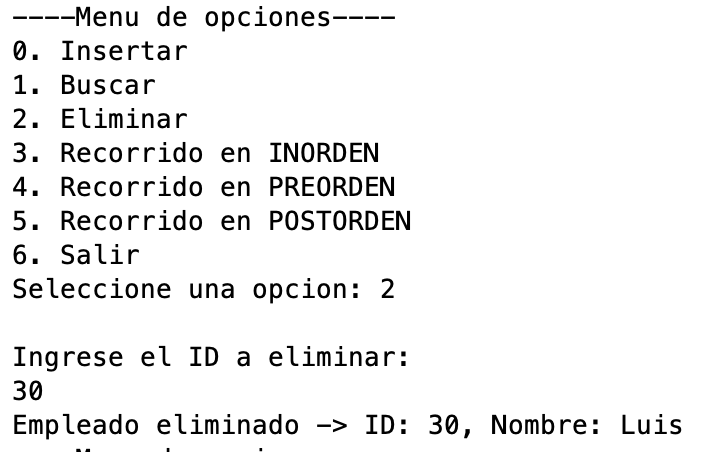 ----Menu de opciones----
0. Insertar
1. Buscar
2. Eliminar
3. Recorrido en INORDEN
4. Recorrido en PREORDEN
5. Recorrido en POSTORDEN
6. Salir
Seleccione una opcion: 2
Ingrese el ID a eliminar:
30
Empleado eliminado -> ID: 30, Nombre: Luis